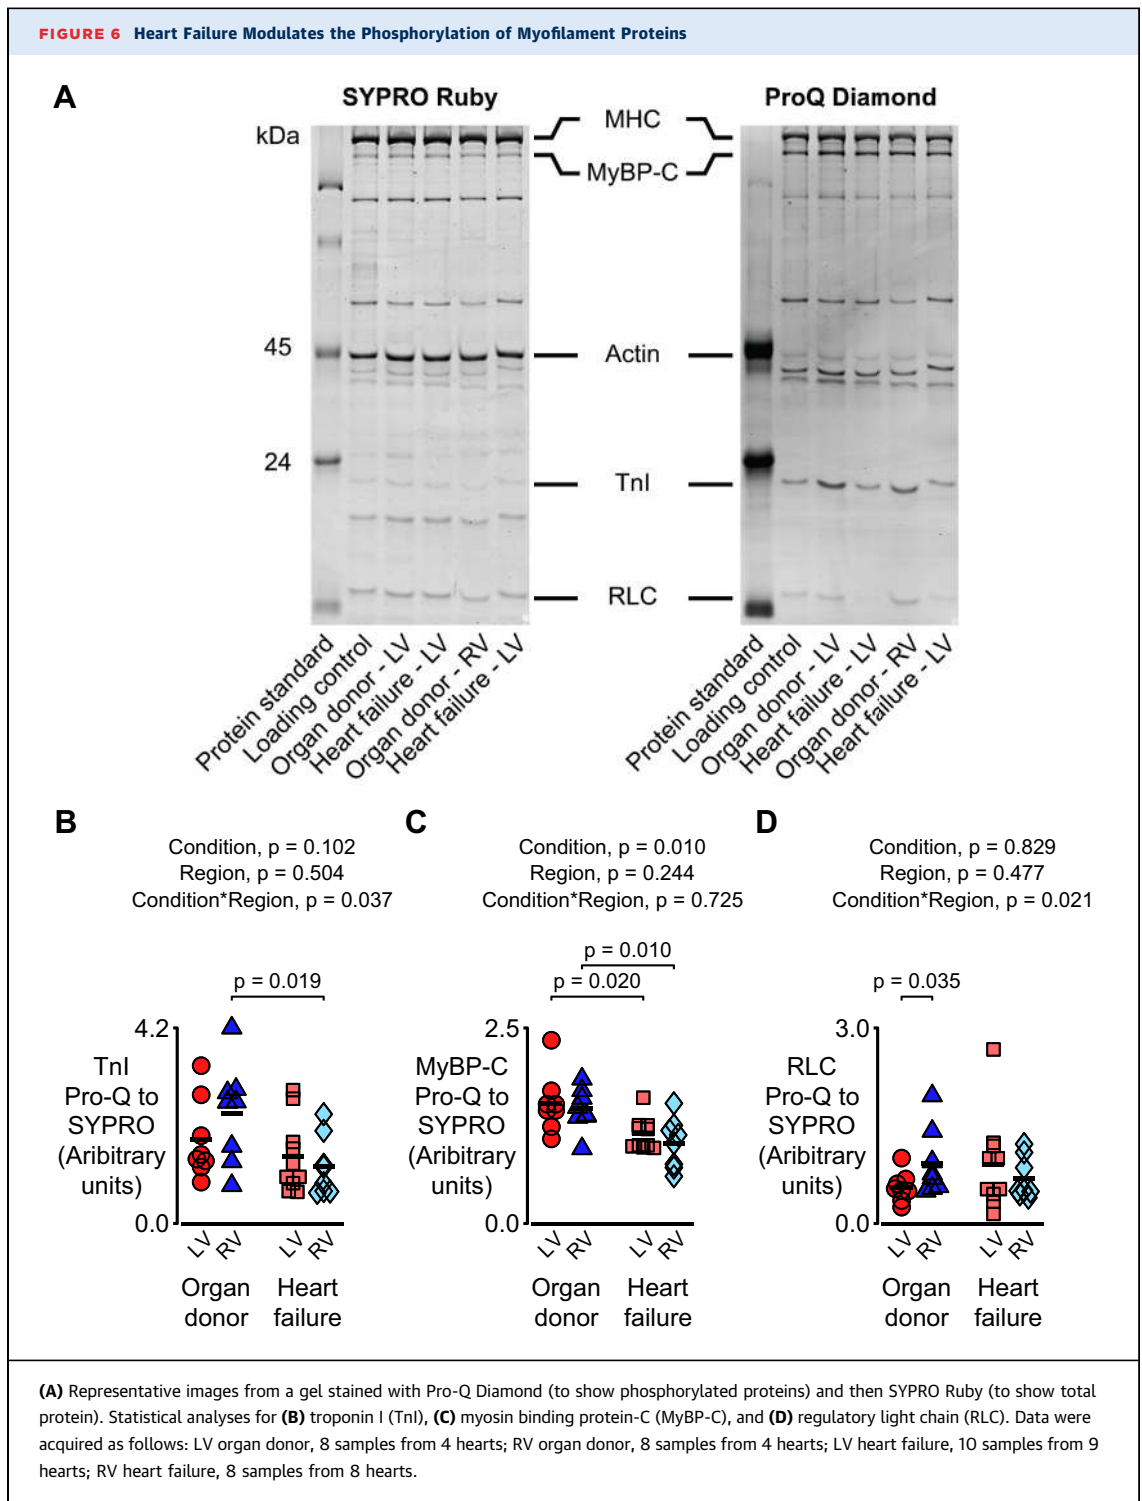 FIGURE 6 Heart Failure Modulates the Phosphorylation of Myofilament Proteins
A
SYPRO Ruby
ProQ Diamond
kDa
MHC
MyBP-C
45
Actin
24
TnI
RLC
Protein standard
Loading control
Organ donor - LV
Heart failure - LV
Organ donor - RV
Heart failure - LV
Protein standard
Loading control
Organ donor - LV
Heart failure - LV
Organ donor - RV
Heart failure - LV
B
Condition, p = 0.102
Region, p = 0.504
Condition*Region, p = 0.037
p = 0.019
4.2
TnI
Pro-Q to
SYPRO
(Aribitrary
units)
0.0
LV
RV
LV
RV
Organ
donor
Heart
failure
C
Condition, p = 0.010
Region, p = 0.244
Condition*Region, p = 0.725
p = 0.010
p = 0.020
2.5
MyBP-C
Pro-Q to
SYPRO
(Aribitrary
units)
0.0
LV
RV
LV
RV
Organ
donor
Heart
failure
D
Condition, p = 0.829
Region, p = 0.477
Condition*Region, p = 0.021
p = 0.035
3.0
RLC
Pro-Q to
SYPRO
(Aribitrary
units)
0.0
LV
RV
LV
RV
Organ
donor
Heart
failure
(A) Representative images from a gel stained with Pro-Q Diamond (to show phosphorylated proteins) and then SYPRO Ruby (to show total
protein). Statistical analyses for (B) troponin I (TnI), (C) myosin binding protein-C (MyBP-C), and (D) regulatory light chain (RLC). Data were
acquired as follows: LV organ donor, 8 samples from 4 hearts; RV organ donor, 8 samples from 4 hearts; LV heart failure, 10 samples from 9
hearts; RV heart failure, 8 samples from 8 hearts.